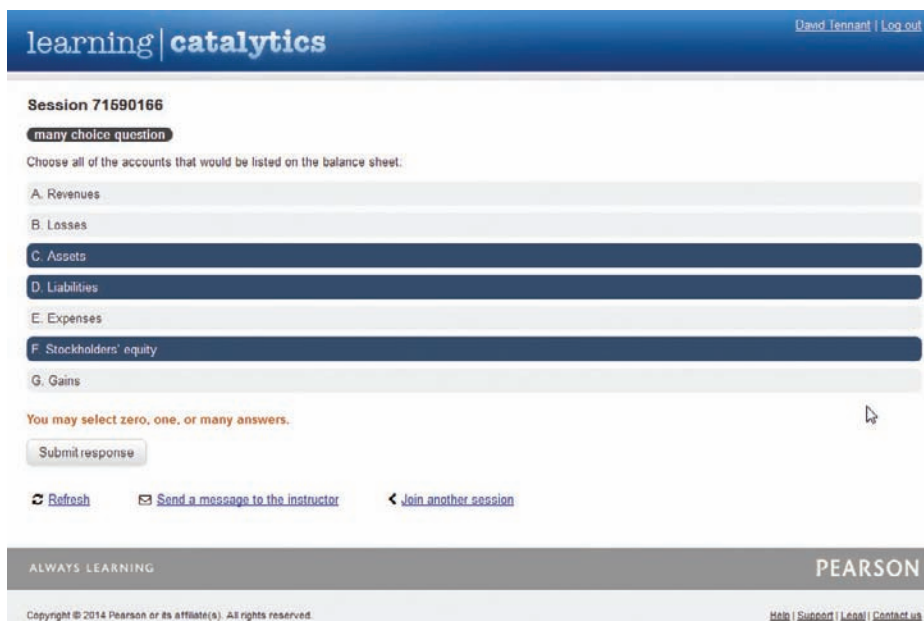 David Tennant | Log out
learning | catalytics
Session 71590166
many choice question
Choose all of the accounts that would be listed on the balance sheet:
A. Revenues
B. Losses
C. Assets
D. Liabilities
E. Expenses
F. Stockholders' equity
G. Gains
You may select zero, one, or many answers.
Submit response
Refresh Send a message to the instructor Join another session
ALWAYS LEARNING PEARSON
Copyright © 2014 Pearson or its affiliate(s). All rights reserved. Help | Support | Legal | Contact us